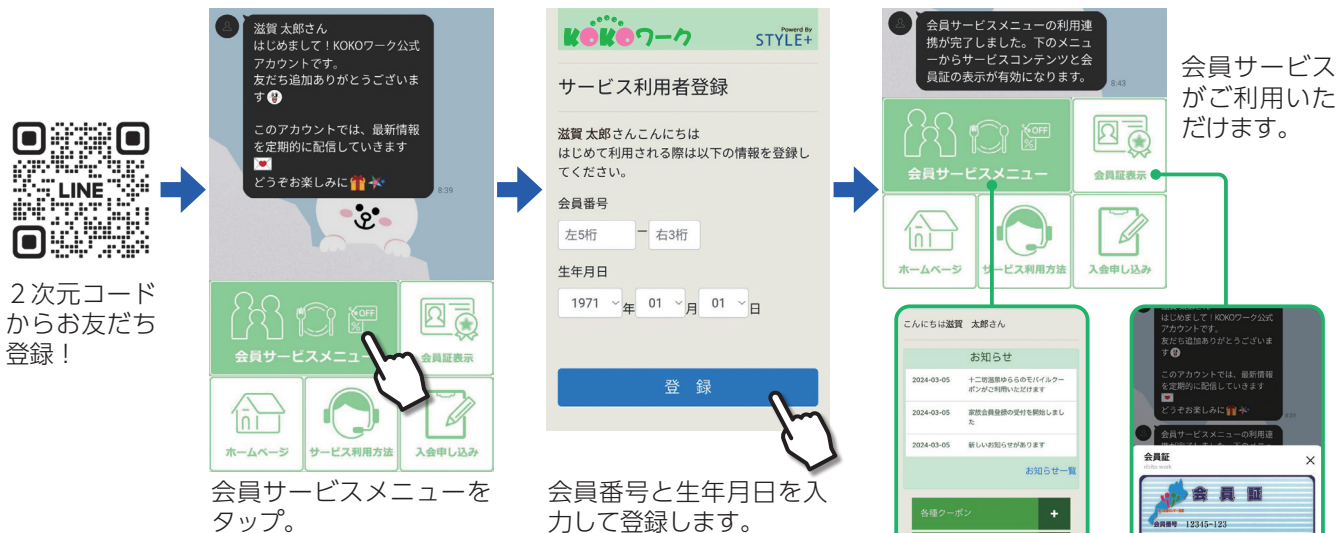 LINE
２次元コード
からお友だち
登録！
滋賀 太郎さん
はじめまして！KOKOワーク公式
アカウントです。
友だち追加ありがとうございま
す
このアカウントでは、最新情報
を定期的に配信していきます
どうぞお楽しみに
8:39
OFF
%
会員サービスメニュー
会員証表示
ホームページ
サービス利用方法
入会申し込み
会員サービスメニューを
タップ。
KOKOワーク
Powered By
STYLE+
サービス利用者登録
滋賀 太郎さんこんにちは
はじめて利用される際は以下の情報を登録し
てください。
会員番号
左5桁 ー 右3桁
生年月日
1971 年 01 月 01 日
登 録
会員番号と生年月日を入
力して登録します。
会員サービスメニューの利用連
携が完了しました。下のメニュ
ーからサービスコンテンツと会
員証の表示が有効になります。
8:43
OFF
%
会員サービスメニュー
会員証表示
ホームページ
サービス利用方法
入会申し込み
会員サービス
がご利用いた
だけます。
こんにちは滋賀 太郎さん
お知らせ
2024-03-05 十二坊温泉ゆららのモバイルクー
ポンがご利用いただけます
2024-03-05 家族会員登録の受付を開始しまし
た
2024-03-05 新しいお知らせがあります
お知らせ一覧
各種クーポン +
はじめまして！KOKOワーク公式
アカウントです。
友だち追加ありがとうございま
す
このアカウントでは、最新情報
を定期的に配信していきます
どうぞお楽しみに
8:39
会員サービスメニューの利用連
会員証
×
会員証
会員番号 12345-123